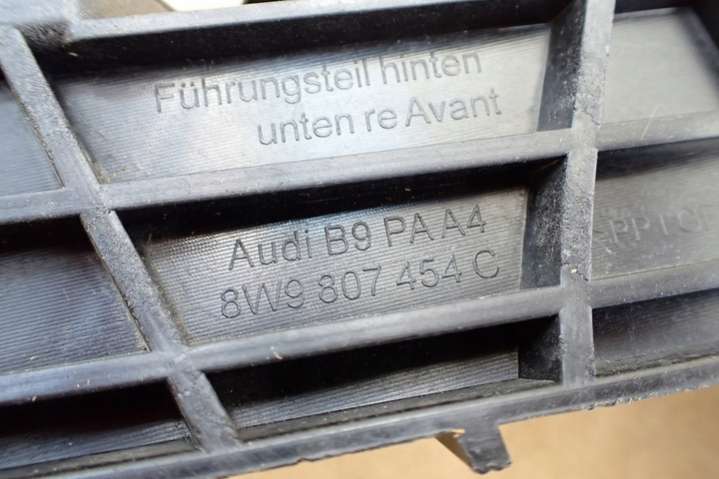 Führungsteil hinten
unten re Avant
Audi B9 PA A4
8W9 807 454 C